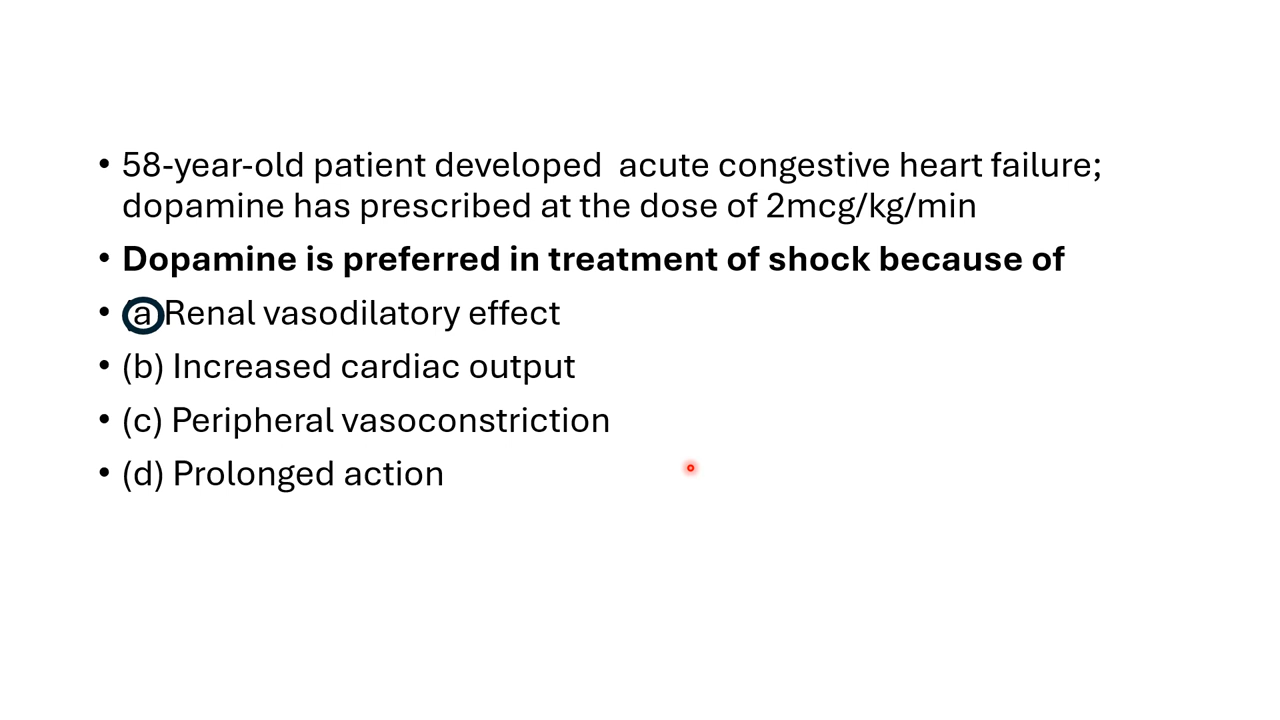 • 58-year-old patient developed  acute congestive heart failure;
dopamine has prescribed at the dose of 2mcg/kg/min
• Dopamine is preferred in treatment of shock because of
• (a Renal vasodilatory effect
• (b) Increased cardiac output
• (c) Peripheral vasoconstriction
• (d) Prolonged action